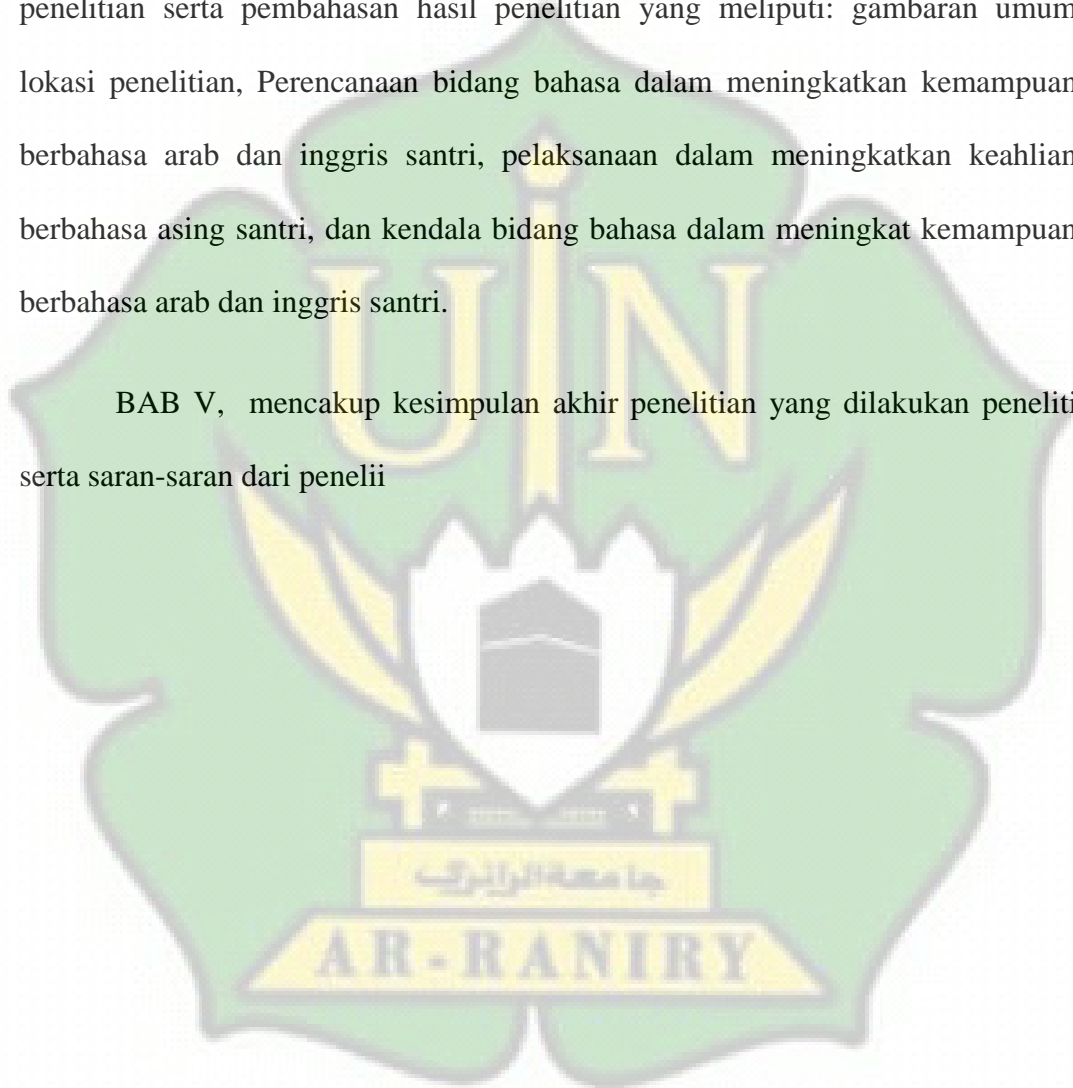 penelitian serta pembahasan hasil penelitian yang meliputi: gambaran umum
lokasi penelitian, Perencanaan bidang bahasa dalam meningkatkan kemampuan
berbahasa arab dan inggris santri, pelaksanaan dalam meningkatkan keahlian
berbahasa asing santri, dan kendala bidang bahasa dalam meningkat kemampuan
berbahasa arab dan inggris santri.
BAB V, mencakup kesimpulan akhir penelitian yang dilakukan peneliti
serta saran-saran dari penelii
UIN
جامعة الرانري
AR-RANIRY